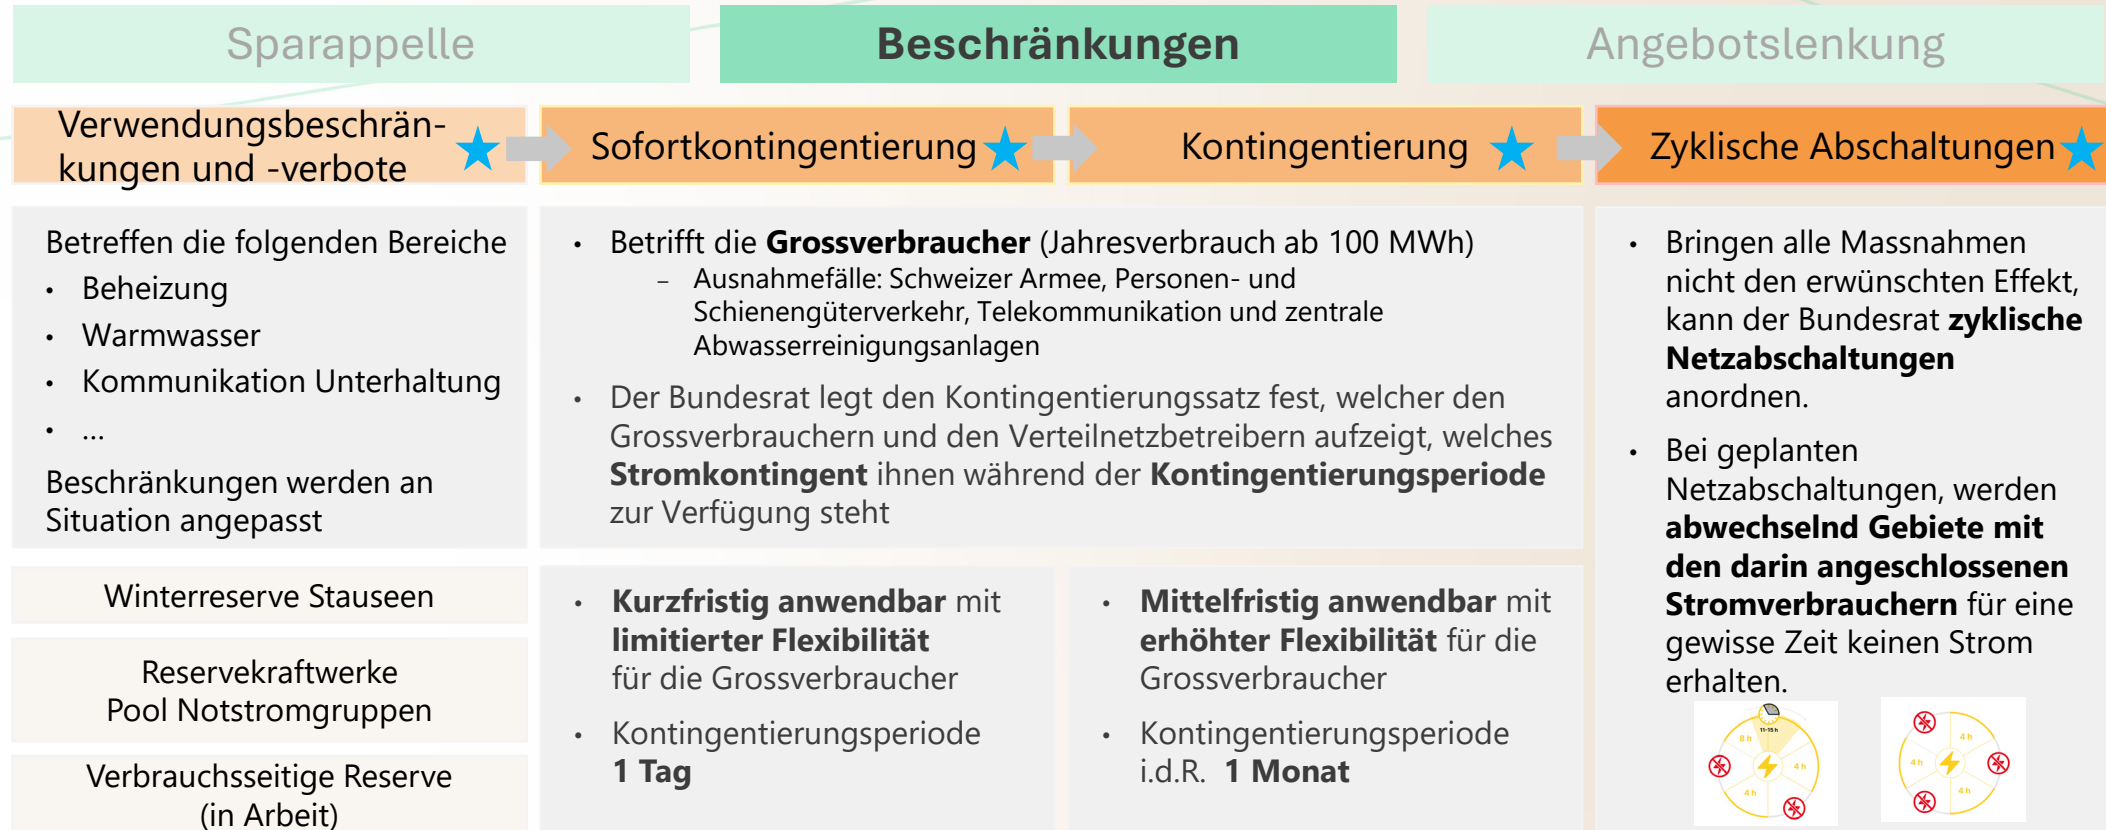 Sparappelle
Beschränkungen
Angebotslenkung
Verwendungsbeschrän-
kungen und -verbote
Sofortkontingentierung
Kontingentierung
Zyklische Abschaltungen
Betreffen die folgenden Bereiche
• Beheizung
• Warmwasser
• Kommunikation Unterhaltung
• ...
Beschränkungen werden an
Situation angepasst
Winterreserve Stauseen
Reservekraftwerke
Pool Notstromgruppen
Verbrauchsseitige Reserve
(in Arbeit)
• Betrifft die Grossverbraucher (Jahresverbrauch ab 100 MWh)
– Ausnahmefälle: Schweizer Armee, Personen- und
Schienengüterverkehr, Telekommunikation und zentrale
Abwasserreinigungsanlagen
• Der Bundesrat legt den Kontingentierungssatz fest, welcher den
Grossverbrauchern und den Verteilnetzbetreibern aufzeigt, welches
Stromkontingent ihnen während der Kontingentierungsperiode
zur Verfügung steht
• Kurzfristig anwendbar mit
limitierter Flexibilität
für die Grossverbraucher
• Kontingentierungsperiode
1 Tag
• Mittelfristig anwendbar mit
erhöhter Flexibilität für die
Grossverbraucher
• Kontingentierungsperiode
i.d.R. 1 Monat
• Bringen alle Massnahmen
nicht den erwünschten Effekt,
kann der Bundesrat zyklische
Netzabschaltungen
anordnen.
• Bei geplanten
Netzabschaltungen, werden
abwechselnd Gebiete mit
den darin angeschlossenen
Stromverbrauchern für eine
gewisse Zeit keinen Strom
erhalten.
11-15 h
8 h
4 h
4 h
4 h
4 h
4 h